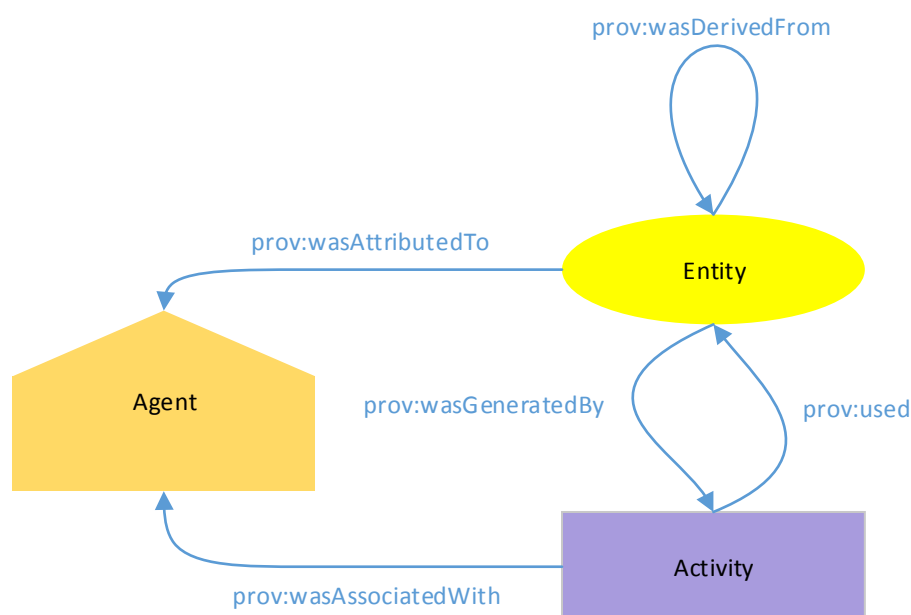 prov:wasDerivedFrom
prov:wasAttributedTo
Entity
Agent
prov:wasGeneratedBy
prov:used
Activity
prov:wasAssociatedWith